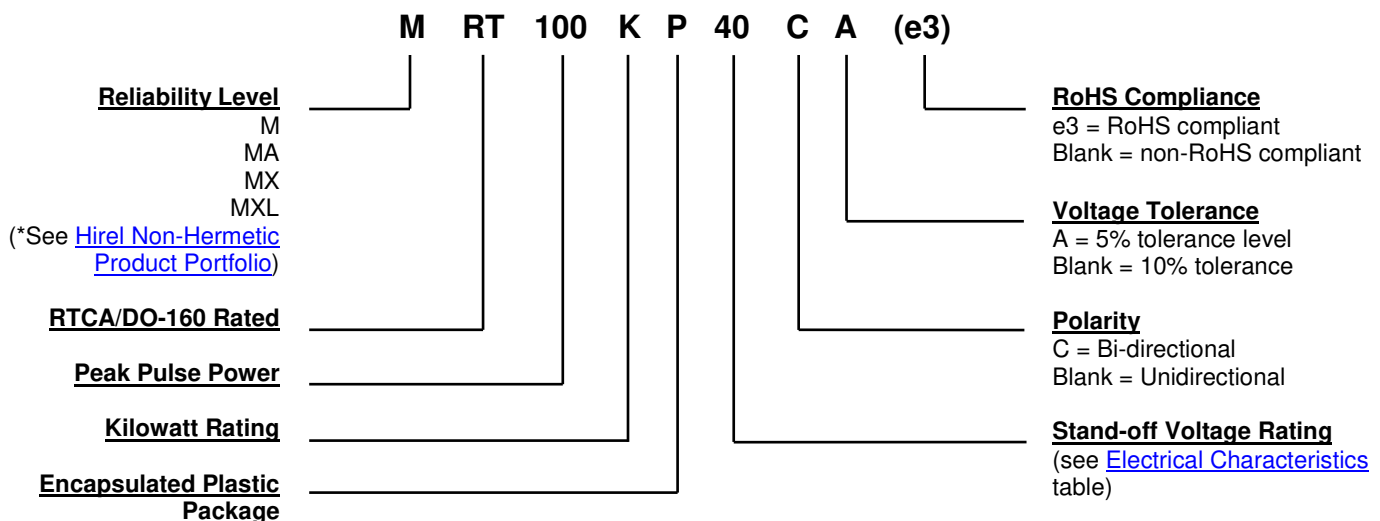 M RT 100 K P 40 C A (e3)
Reliability Level
M
MA
MX
MXL
(*See Hirel Non-Hermetic
Product Portfolio)
RTCA/DO-160 Rated
Peak Pulse Power
Kilowatt Rating
Encapsulated Plastic
Package
RoHS Compliance
e3 = RoHS compliant
Blank = non-RoHS compliant
Voltage Tolerance
A = 5% tolerance level
Blank = 10% tolerance
Polarity
C = Bi-directional
Blank = Unidirectional
Stand-off Voltage Rating
(see Electrical Characteristics
table)